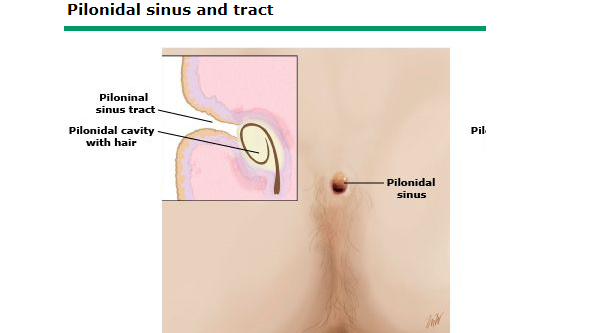 Pilonidal sinus and tract
Piloninal
sinus tract
Pilonidal cavity
with hair
Pilonidal
sinus